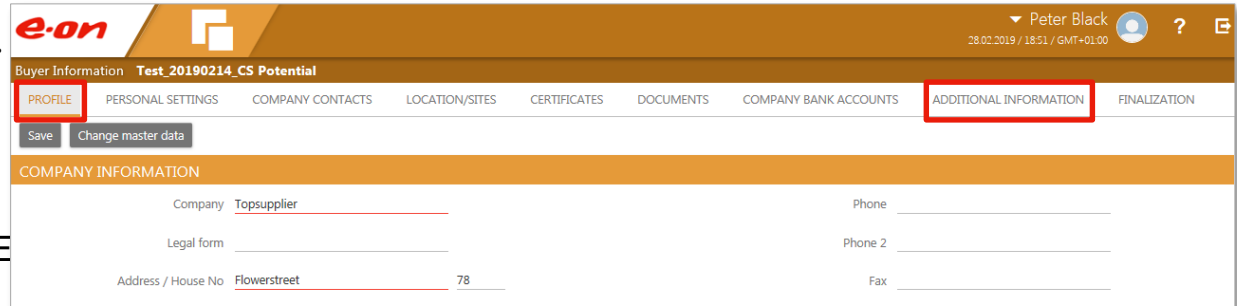 e·on
Peter Black
28.02.2019 / 18:51 / GMT+01:00
?
Buyer Information Test_20190214_CS Potential
PROFILE PERSONAL SETTINGS COMPANY CONTACTS LOCATION/SITES CERTIFICATES DOCUMENTS COMPANY BANK ACCOUNTS ADDITIONAL INFORMATION FINALIZATION
Save Change master data
COMPANY INFORMATION
Company Topsupplier Phone
Legal form Phone 2
Address / House No Flowerstreet 78 Fax